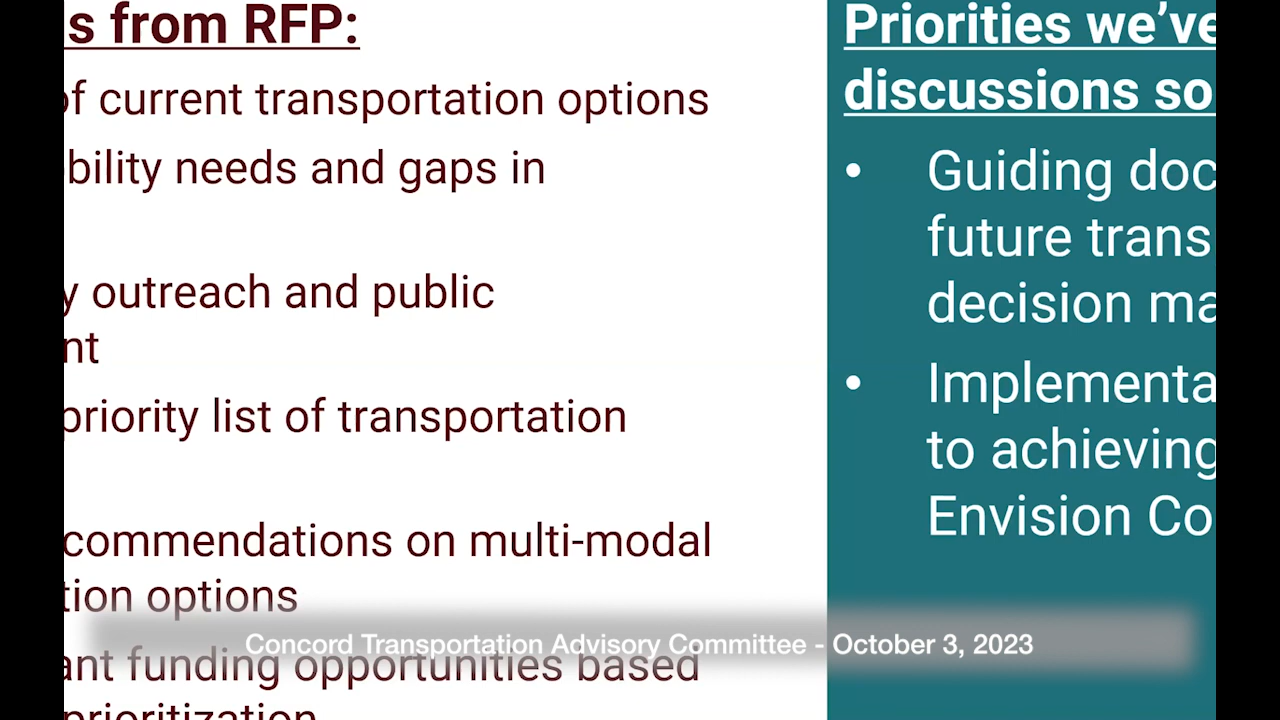 s from RFP:
of current transportation options
bility needs and gaps in
y outreach and public
nt
priority list of transportation
commendations on multi-modal
tion options
ant funding opportunities based
prioritization
Priorities we've
discussions so
Guiding doc
future trans
decision ma
Implementa
to achieving
Envision Co
Concord Transportation Advisory Committee - October 3, 2023